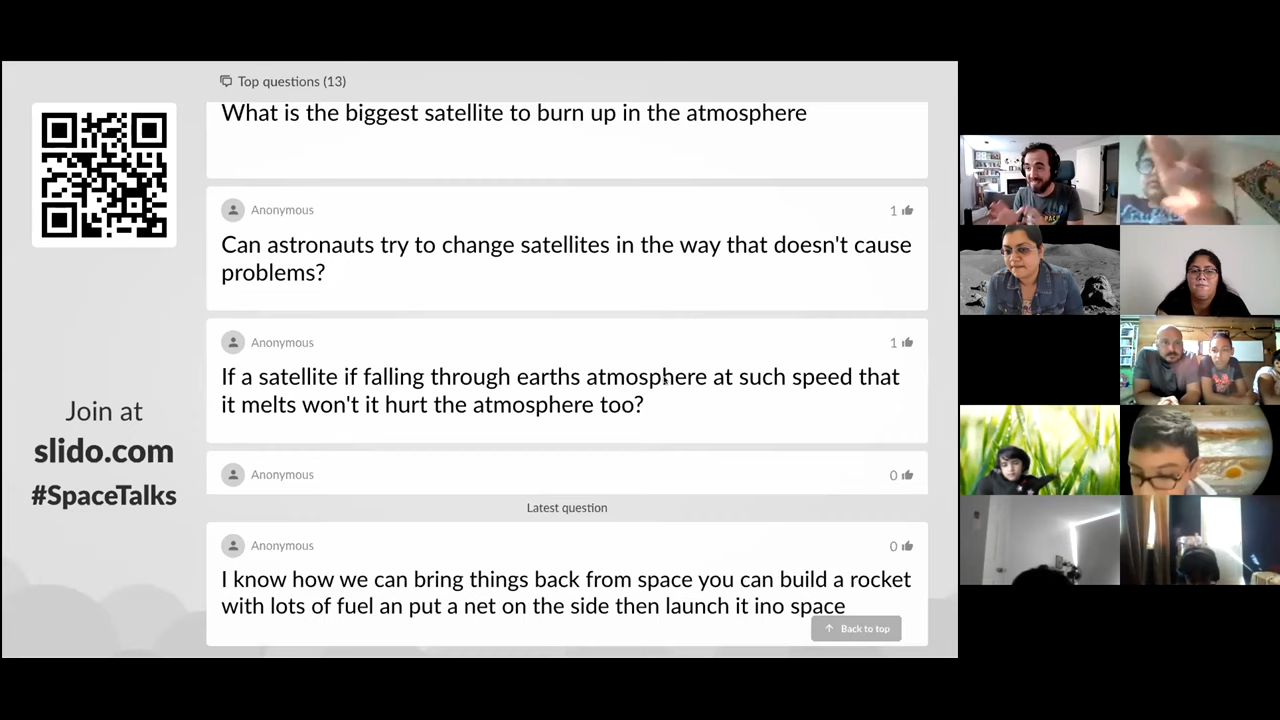 Top questions (13)
What is the biggest satellite to burn up in the atmosphere
Anonymous
1
Can astronauts try to change satellites in the way that doesn't cause
problems?
Anonymous
1
If a satellite if falling through earths atmosphere at such speed that
it melts won't it hurt the atmosphere too?
Anonymous
0
Latest question
Anonymous
0
I know how we can bring things back from space you can build a rocket
with lots of fuel an put a net on the side then launch it ino space
Back to top
Join at
slido.com
#SpaceTalks